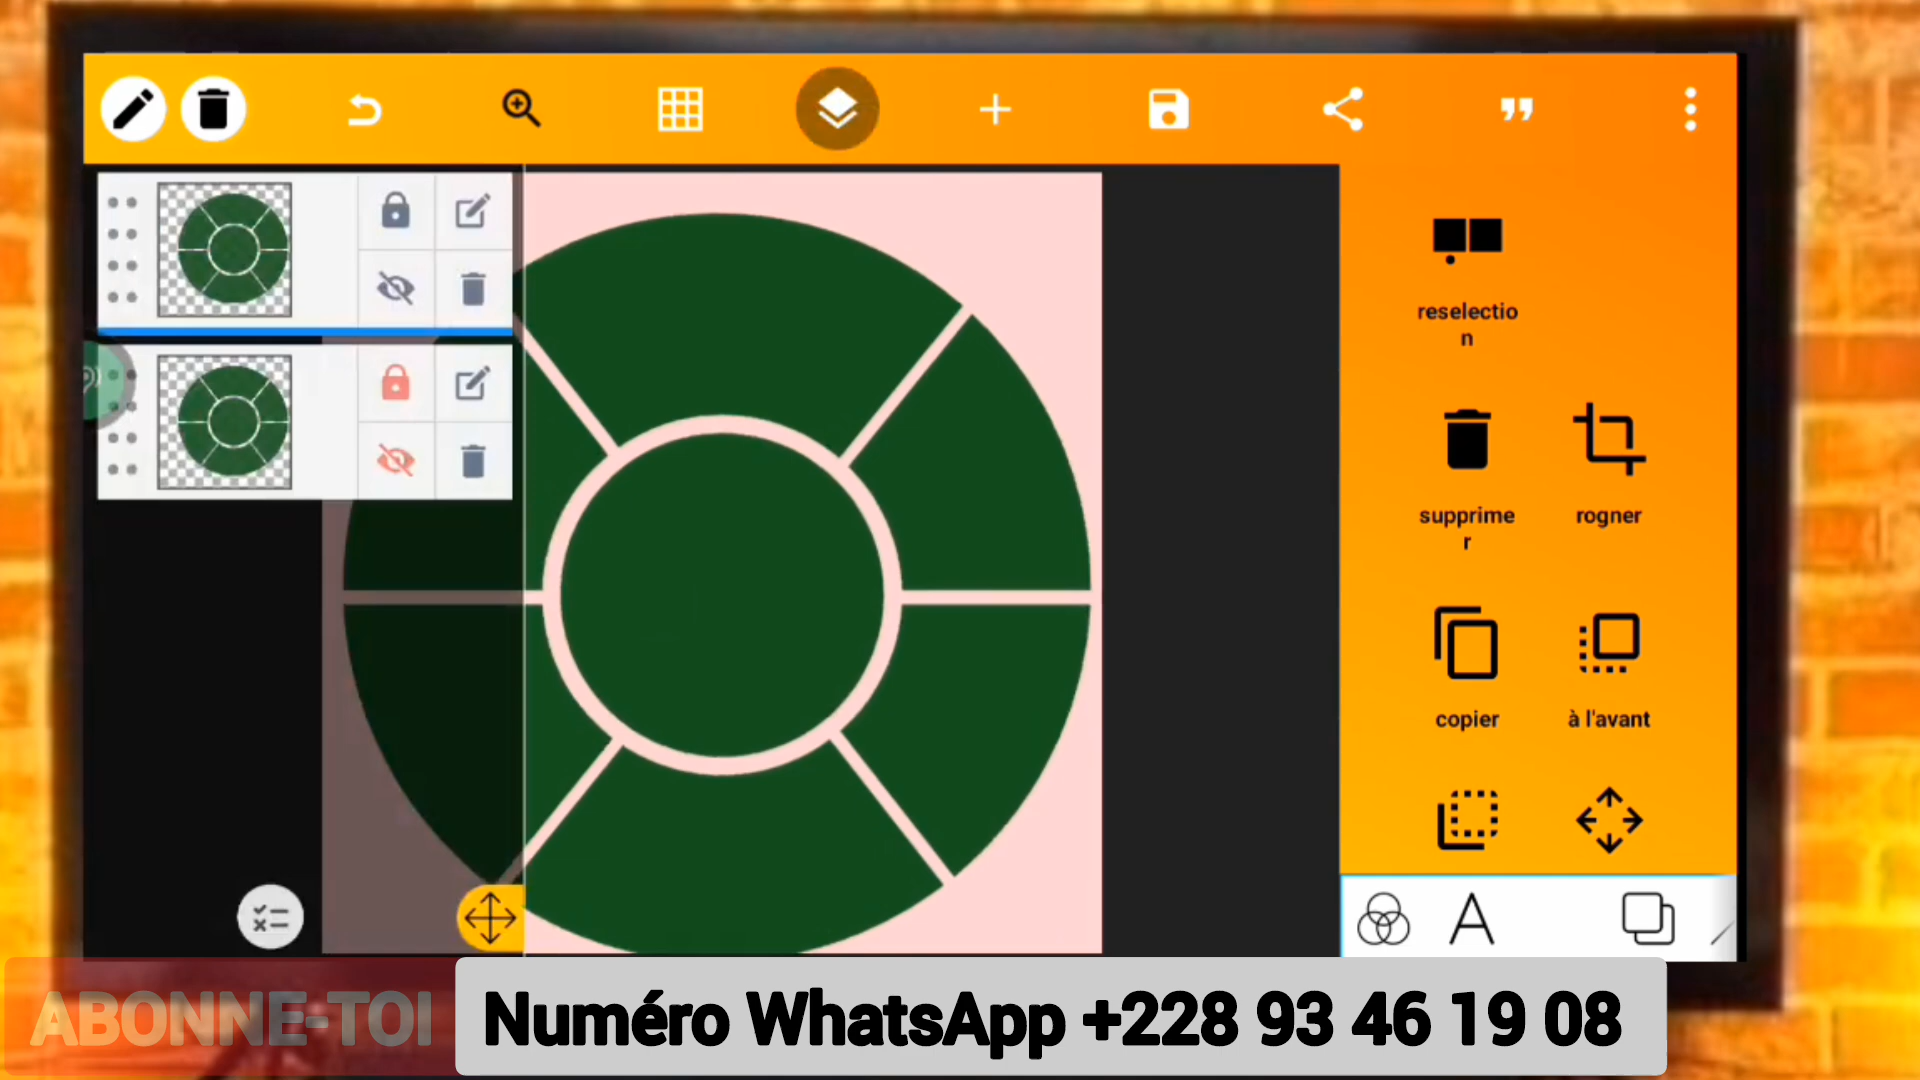 reselectio
n
supprime
r
rogner
copier
à l'avant
A
ABONNE-TOI
Numéro WhatsApp +228 93 46 19 08